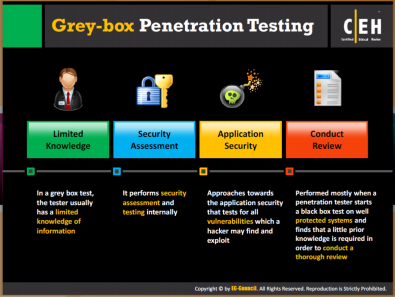 Grey-box Penetration Testing
CEH
Certified Ethical Hacker
Limited
Knowledge
Security
Assessment
Application
Security
Conduct
Review
In a grey box test,
the tester usually
has a limited
knowledge of
information
It performs security
assessment and
testing internally
Approaches towards
the application security
that tests for all
vulnerabilities which a
hacker may find and
exploit
Performed mostly when a
penetration tester starts
a black box test on well
protected systems and
finds that a little prior
knowledge is required in
order to conduct a
thorough review
Copyright © by EC-Council. All Rights Reserved. Reproduction is Strictly Prohibited.